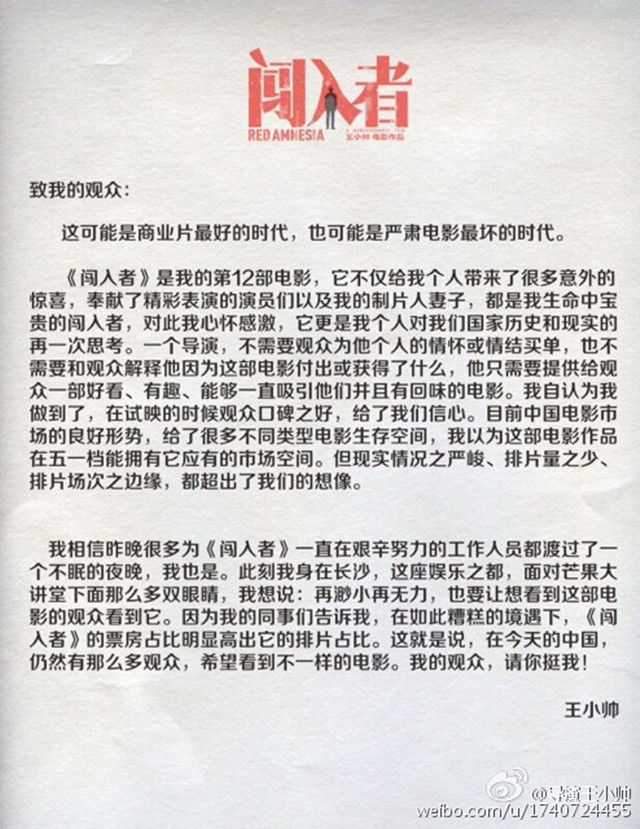 闯入者
RED AMNESIA
王小帅 电影作品
致我的观众：
这可能是商业片最好的时代，也可能是严肃电影最坏的时代。
《闯入者》是我的第12部电影，它不仅给我个人带来了很多意外的
惊喜，奉献了精彩表演的演员们以及我的制片人妻子，都是我生命中宝
贵的闯入者，对此我心怀感激，它更是我个人对我们国家历史和现实的
再一次思考。一个导演，不需要观众为他个人的情怀或情结买单，也不
需要和观众解释他因为这部电影付出或获得了什么，他只需要提供给观
众一部好看、有趣、能够一直吸引他们并且有回味的电影。我自认为我
做到了，在试映的时候观众口碑之好，给了我们信心。目前中国电影市
场的良好形势，给了很多不同类型电影生存空间，我以为这部电影作品
在五一档能拥有它应有的市场空间。但现实情况之严峻、排片量之少、
排片场次之边缘，都超出了我们的想像。
我相信昨晚很多为《闯入者》一直在艰辛努力的工作人员都渡过了一
个不眠的夜晚，我也是。此刻我身在长沙，这座娱乐之都，面对芒果大
讲堂下面那么多双眼睛，我想说：再渺小再无力，也要让想看到这部电
影的观众看到它。因为我的同事们告诉我，在如此糟糕的境遇下，《闯
入者》的票房占比明显高出它的排片占比。这就是说，在今天的中国，
仍然有那么多观众，希望看到不一样的电影。我的观众，请你挺我！
王小帅
@导演王小帅
weibo.com/u/1740724455